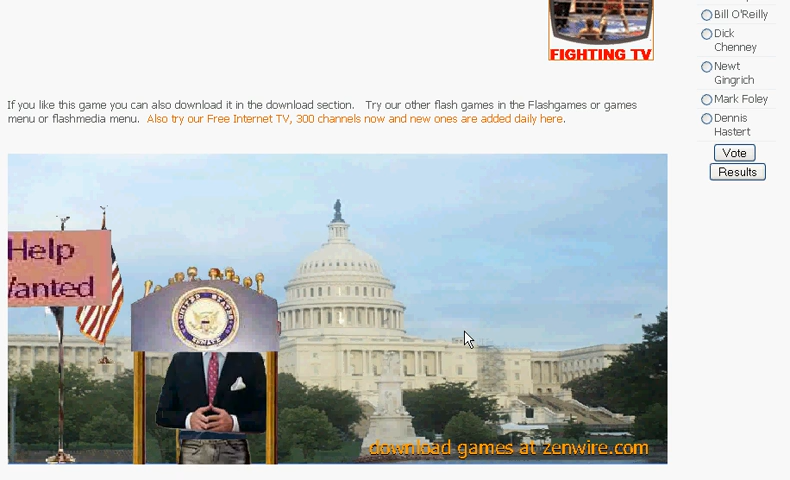 Bill O'Reilly
Dick
Chenney
Newt
Gingrich
Mark Foley
Dennis
Hastert
Vote
Results
FIGHTING TV
If you like this game you can also download it in the download section. Try our other flash games in the Flashgames or games
menu or flashmedia menu. Also try our Free Internet TV, 300 channels now and new ones are added daily here.
Help
Wanted
UNITED STATES
SENATE
download games at zenwire.com